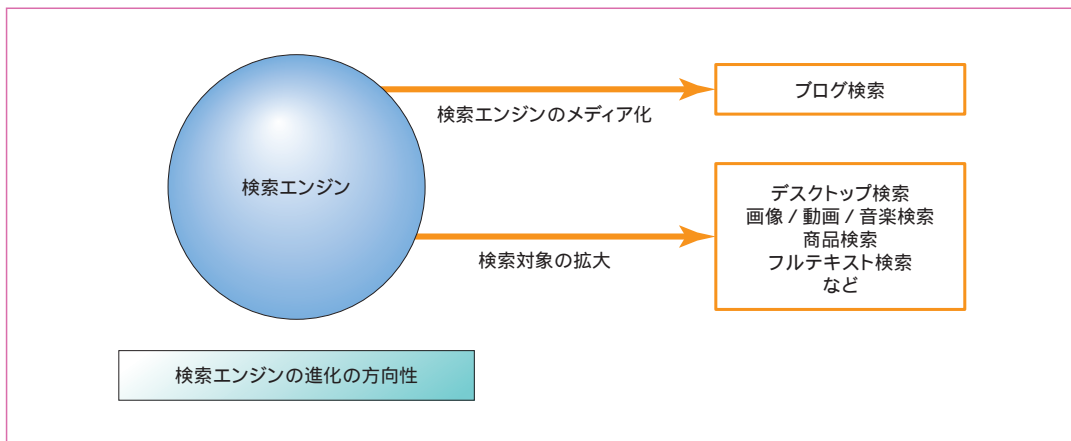 検索エンジン
検索エンジンのメディア化
ブログ検索
検索対象の拡大
デスクトップ検索
画像 / 動画 / 音楽検索
商品検索
フルテキスト検索
など
検索エンジンの進化の方向性